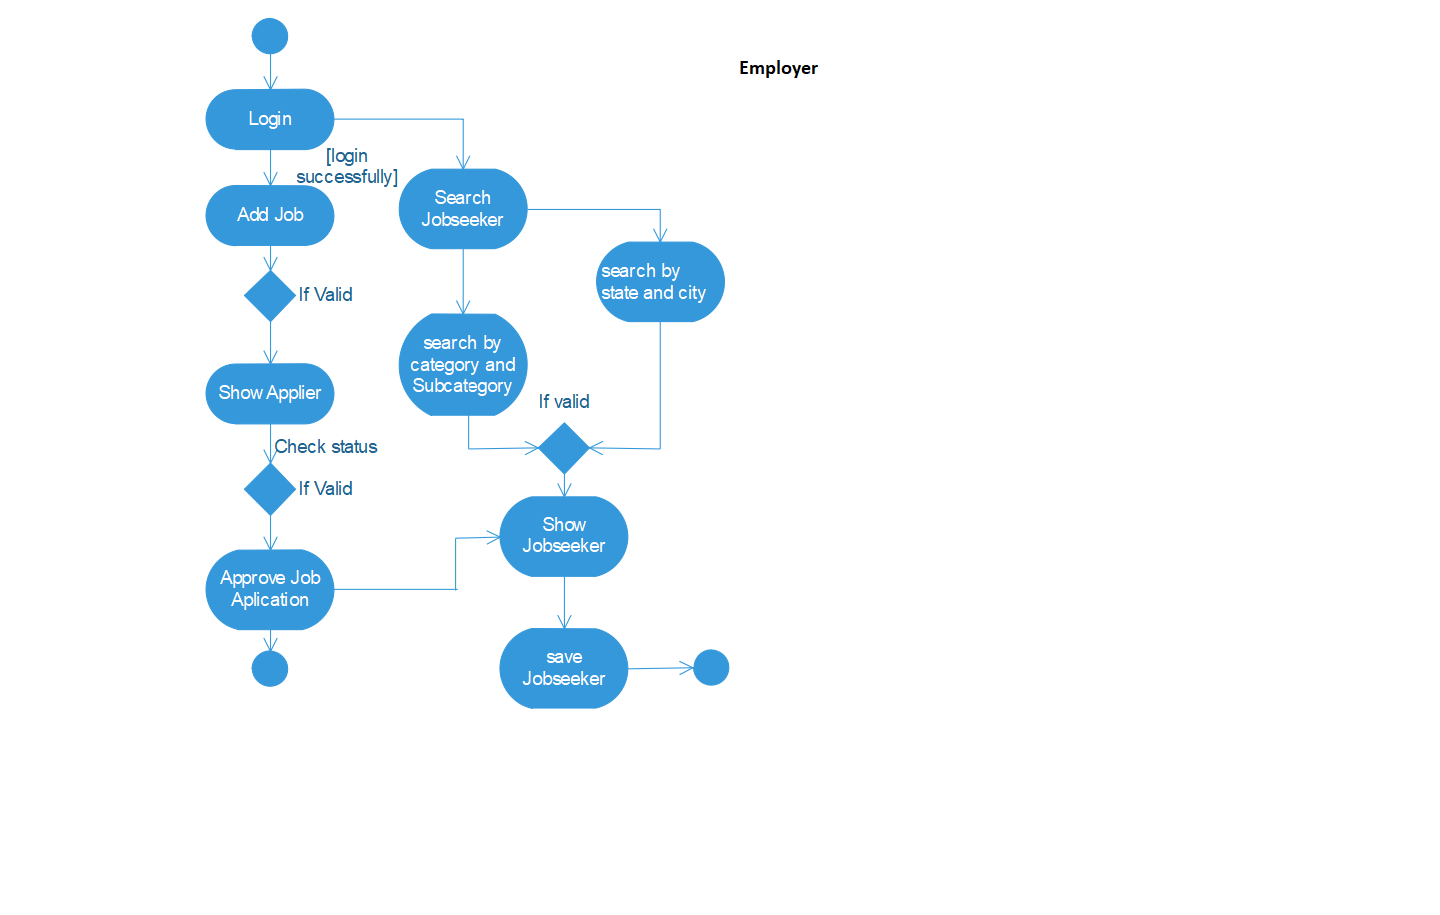 Employer
Login
[login
successfully]
Add Job
Search
Jobseeker
search by
state and city
If Valid
search by
category and
Subcategory
Show Applier
If valid
Check status
If Valid
Show
Jobseeker
Approve Job
Aplication
save
Jobseeker